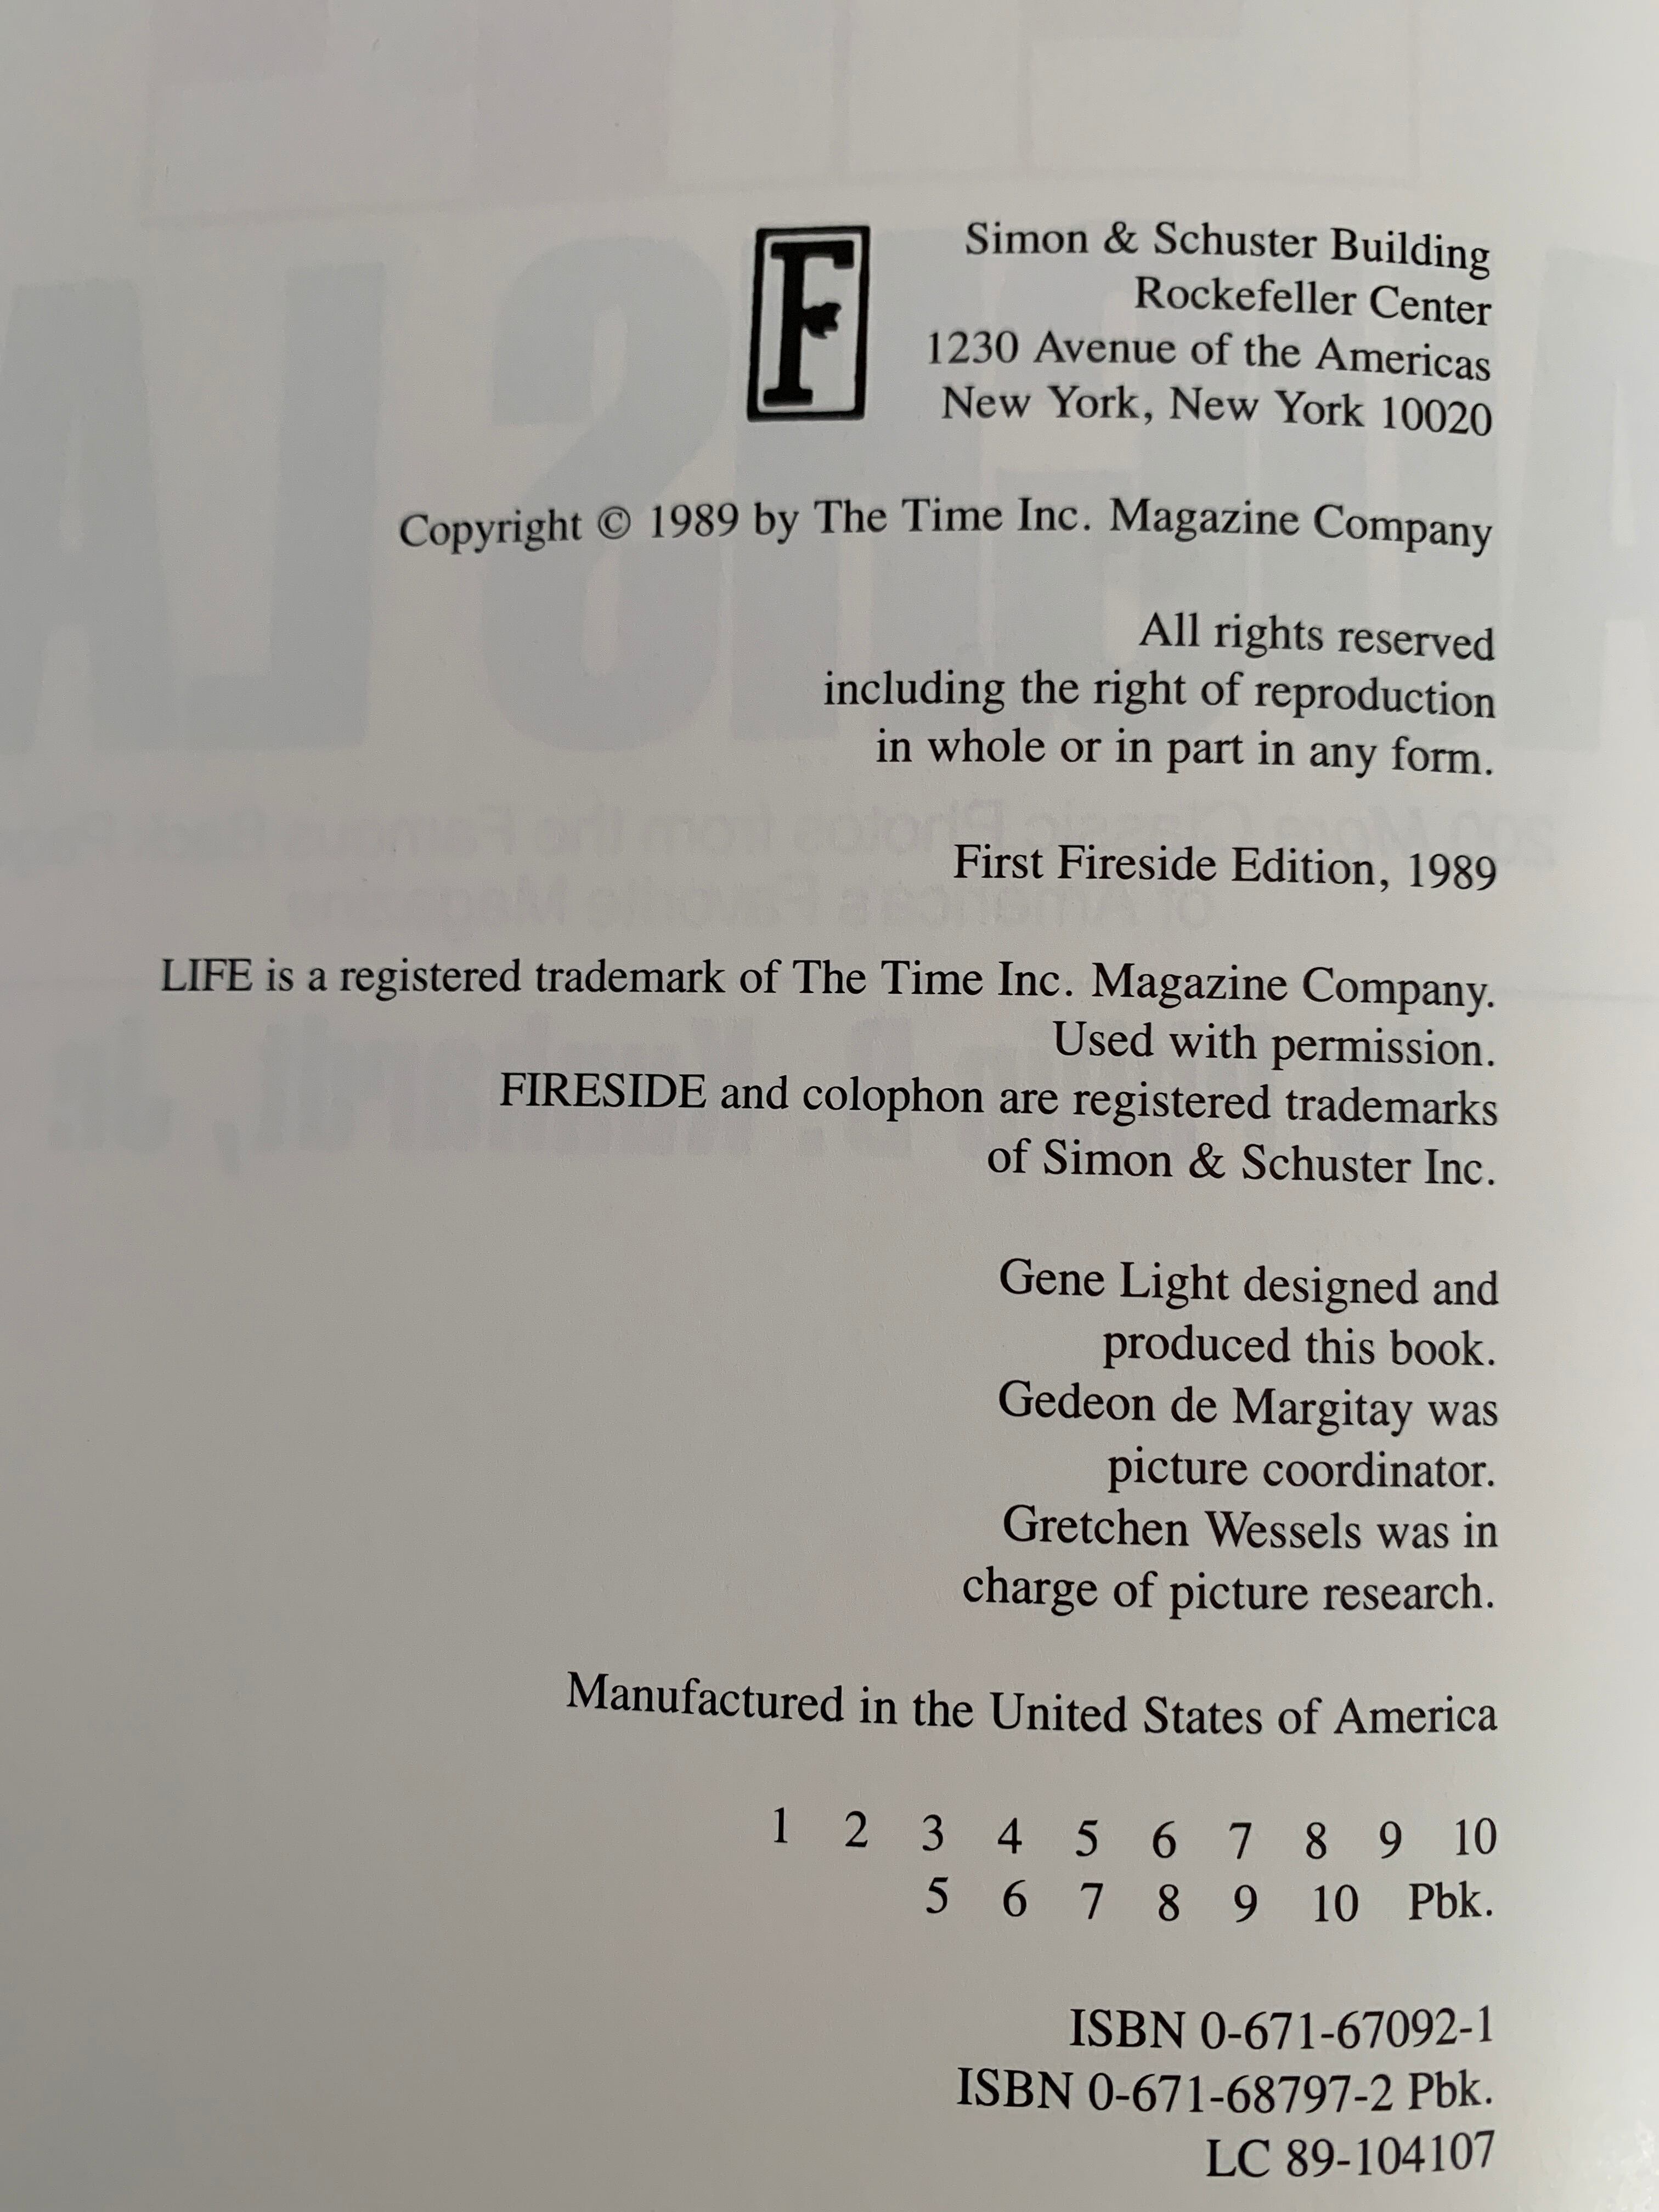 F
Simon & Schuster Building
Rockefeller Center
1230 Avenue of the Americas
New York, New York 10020
Copyright © 1989 by The Time Inc. Magazine Company
All rights reserved
including the right of reproduction
in whole or in part in any form.
First Fireside Edition, 1989
LIFE is a registered trademark of The Time Inc. Magazine Company.
Used with permission.
FIRESIDE and colophon are registered trademarks
of Simon & Schuster Inc.
Gene Light designed and
produced this book.
Gedeon de Margitay was
picture coordinator.
Gretchen Wessels was in
charge of picture research.
Manufactured in the United States of America
1 2 3 4 5 6 7 8 9 10
5 6 7 8 9 10 Pbk.
ISBN 0-671-67092-1
ISBN 0-671-68797-2 Pbk.
LC 89-104107